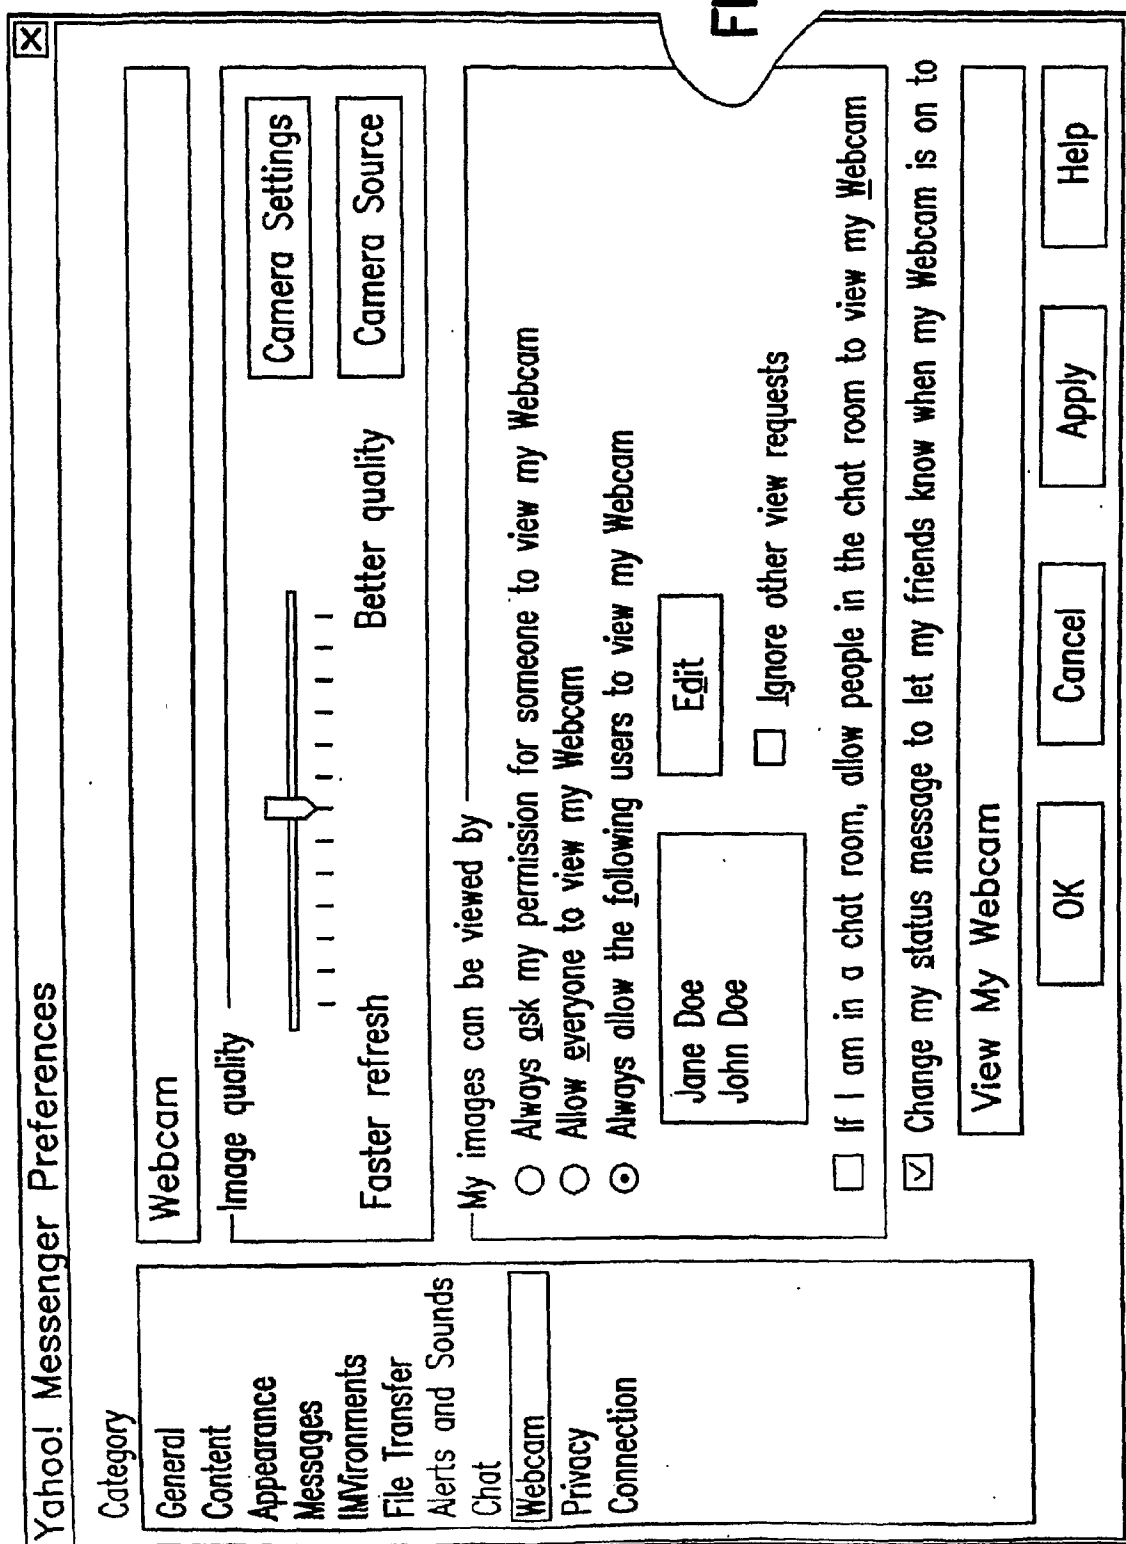 Yahoo! Messenger Preferences
X
Category
General
Content
Appearance
Messages
IMVironments
File Transfer
Alerts and Sounds
Chat
Webcam
Privacy
Connection
Webcam
Image quality
Camera Settings
Faster refresh
Better quality
Camera Source
My images can be viewed by
Always ask my permission for someone to view my Webcam
Allow everyone to view my Webcam
Always allow the following users to view my Webcam
Jane Doe
John Doe
Edit
Ignore other view requests
If I am in a chat room, allow people in the chat room to view my Webcam
Change my status message to let my friends know when my Webcam is on to
View My Webcam
OK
Cancel
Apply
Help